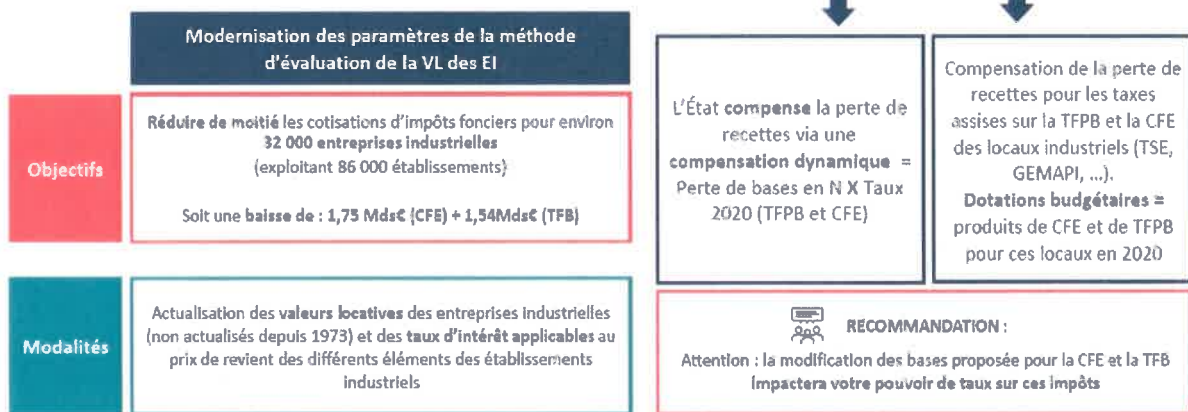 Modernisation des paramètres de la méthode
d'évaluation de la VL des EI
Objectifs
Réduire de moitié les cotisations d'impôts fonciers pour environ
32 000 entreprises industrielles
(exploitant 86 000 établissements)
Soit une baisse de : 1,75 Mds€ (CFE) + 1,54Mds€ (TFB)
Modalités
Actualisation des valeurs locatives des entreprises industrielles
(non actualisés depuis 1973) et des taux d'intérêt applicables au
prix de revient des différents éléments des établissements
industriels
L'État compense la perte de
recettes via une
compensation dynamique =
Perte de bases en N X Taux
2020 (TFPB et CFE)
Compensation de la perte de
recettes pour les taxes
assises sur la TFPB et la CFE
des locaux industriels (TSE,
GEMAPI, ...).
Dotations budgétaires =
produits de CFE et de TFPB
pour ces locaux en 2020
RECOMMANDATION :
Attention : la modification des bases proposée pour la CFE et la TFB
impactera votre pouvoir de taux sur ces impôts